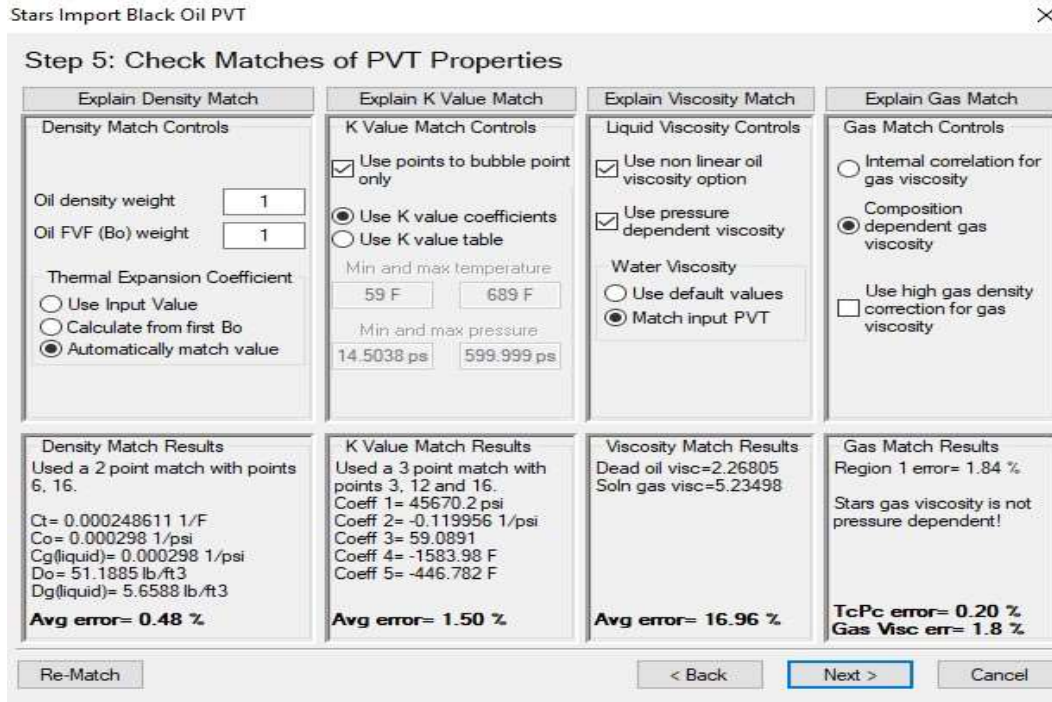 Stars Import Black Oil PVT
Step 5: Check Matches of PVT Properties
Explain Density Match
Explain K Value Match
Explain Viscosity Match
Explain Gas Match
Density Match Controls
Oil density weight 1
Oil FVF (Bo) weight 1
Thermal Expansion Coefficient
Use Input Value
Calculate from first Bo
Automatically match value
K Value Match Controls
Use points to bubble point
only
Use K value coefficients
Use K value table
Min and max temperature
59 F 689 F
Min and max pressure
14.5038 ps 599.999 ps
Liquid Viscosity Controls
Use non linear oil
viscosity option
Use pressure
dependent viscosity
Water Viscosity
Use default values
Match input PVT
Gas Match Controls
Internal correlation for
gas viscosity
Composition
dependent gas
viscosity
Use high gas density
correction for gas
viscosity
Density Match Results
Used a 2 point match with points
6, 16.
Ct= 0.000248611 1/F
Co= 0.000298 1/psi
Cg(liquid)= 0.000298 1/psi
Do= 51.1885 lb/ft3
Dg(liquid)= 5.6588 lb/ft3
Avg error= 0.48 %
K Value Match Results
Used a 3 point match with
points 3, 12 and 16.
Coeff 1= 45670.2 psi
Coeff 2= -0.119956 1/psi
Coeff 3= 59.0891
Coeff 4= -1583.98 F
Coeff 5= -446.782 F
Avg error= 1.50 %
Viscosity Match Results
Dead oil visc=2.26805
Soln gas visc=5.23498
Avg error= 16.96 %
Gas Match Results
Region 1 error= 1.84 %
Stars gas viscosity is not
pressure dependent!
TcPc error= 0.20 %
Gas Visc err= 1.8 %
Re-Match
< Back
Next >
Cancel